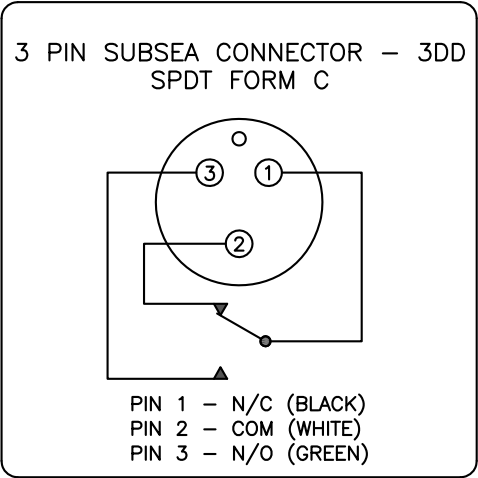 3 PIN SUBSEA CONNECTOR – 3DD
SPDT FORM C
3 1
2
PIN 1 – N/C (BLACK)
PIN 2 – COM (WHITE)
PIN 3 – N/O (GREEN)